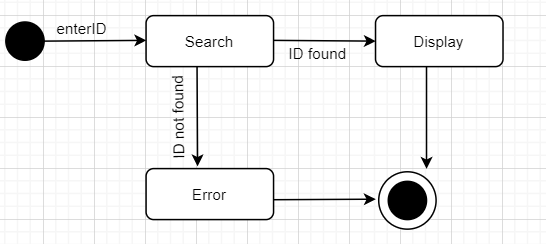 enterID
Search
ID found
Display
ID not found
Error